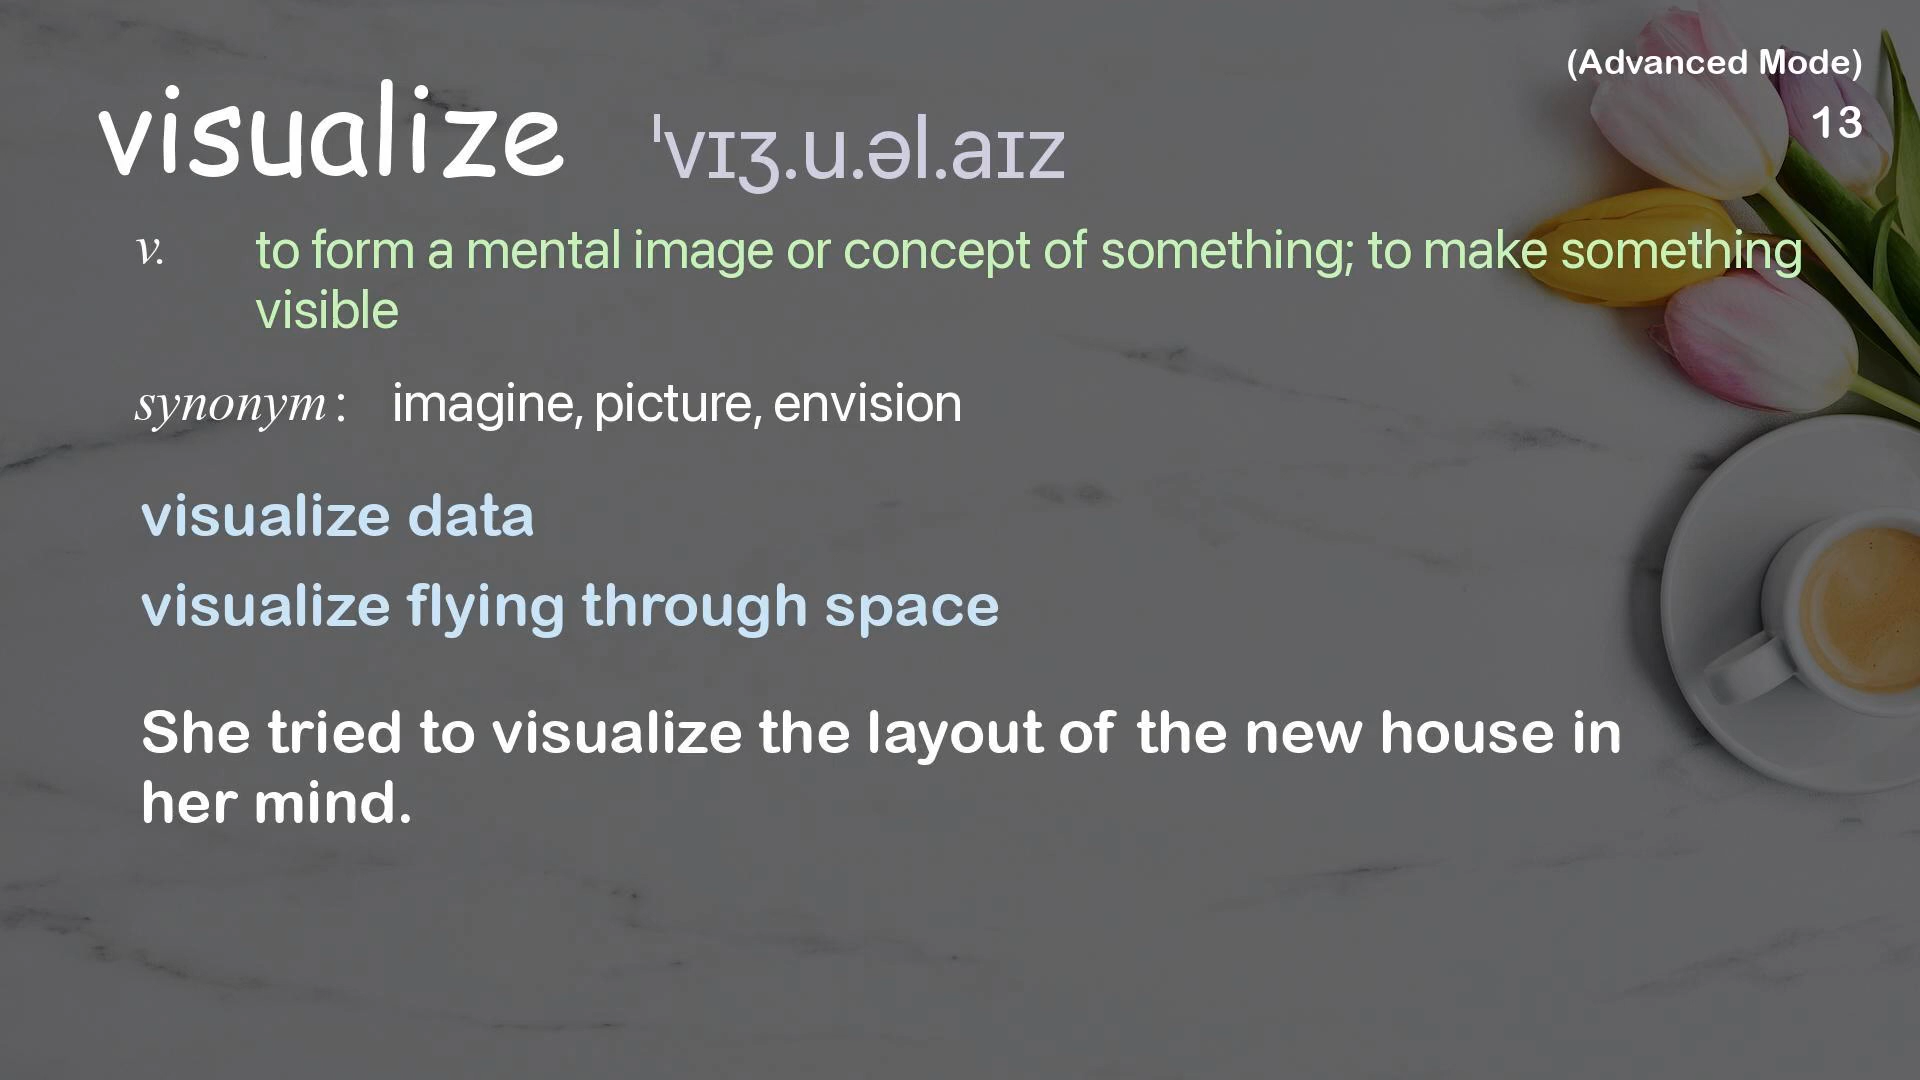 (Advanced Mode)
13
visualize ˈvɪʒ.u.əl.aɪz
v. to form a mental image or concept of something; to make something
visible
synonym: imagine, picture, envision
visualize data
visualize flying through space
She tried to visualize the layout of the new house in
her mind.